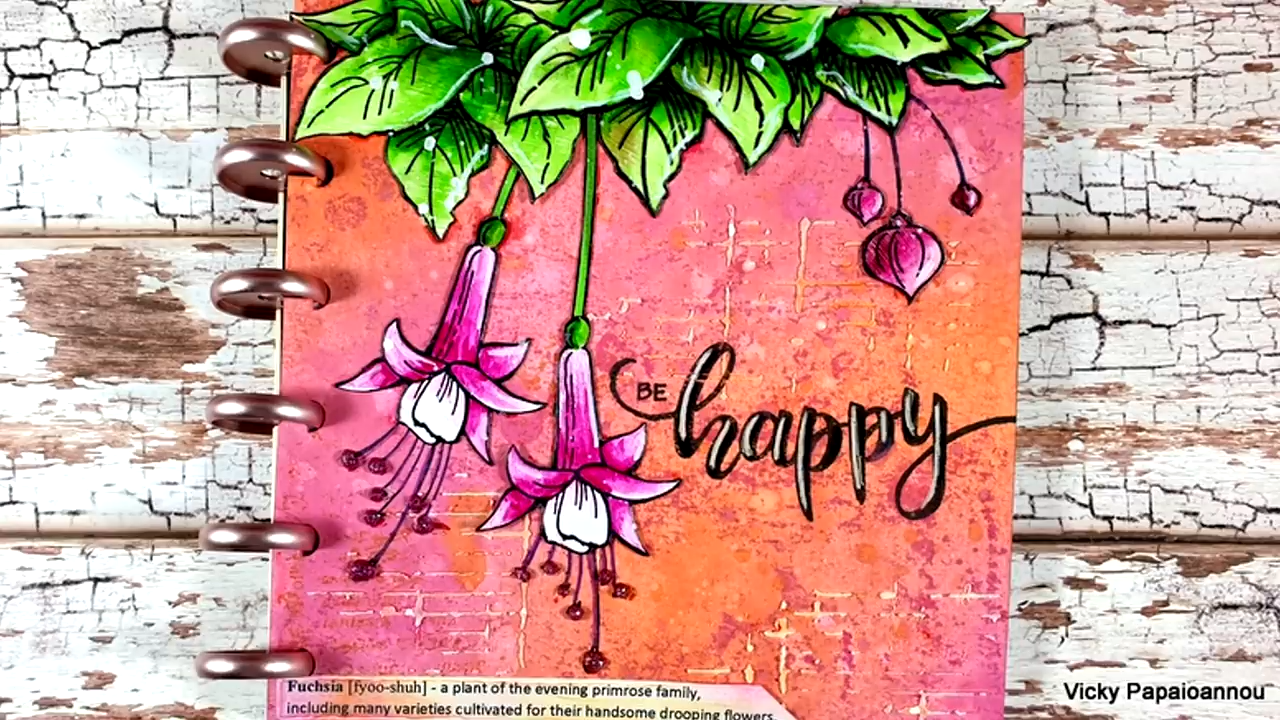 BE
happy
Fuchsia [fyoo-shuh] - a plant of the evening primrose family,
including many varieties cultivated for their handsome drooping flowers
Vicky Papaioannou